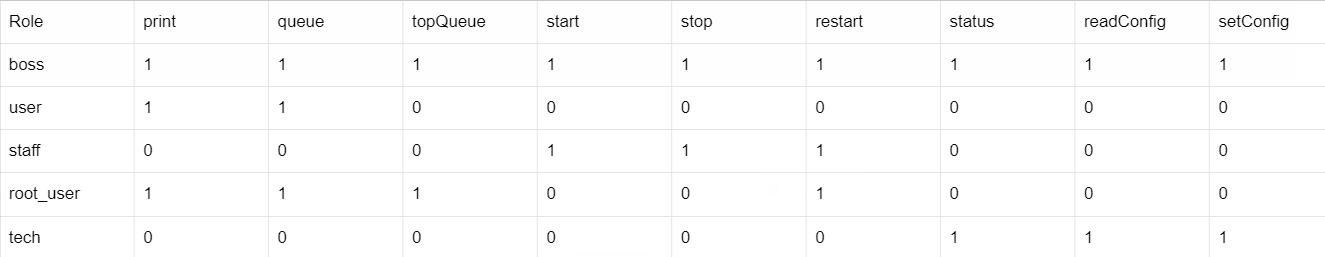 Role print queue topQueue start stop restart status readConfig setConfig
boss 1 1 1 1 1 1 1 1 1
user 1 1 0 0 0 0 0 0 0
staff 0 0 0 1 1 1 0 0 0
root_user 1 1 1 0 0 1 0 0 0
tech 0 0 0 0 0 0 1 1 1